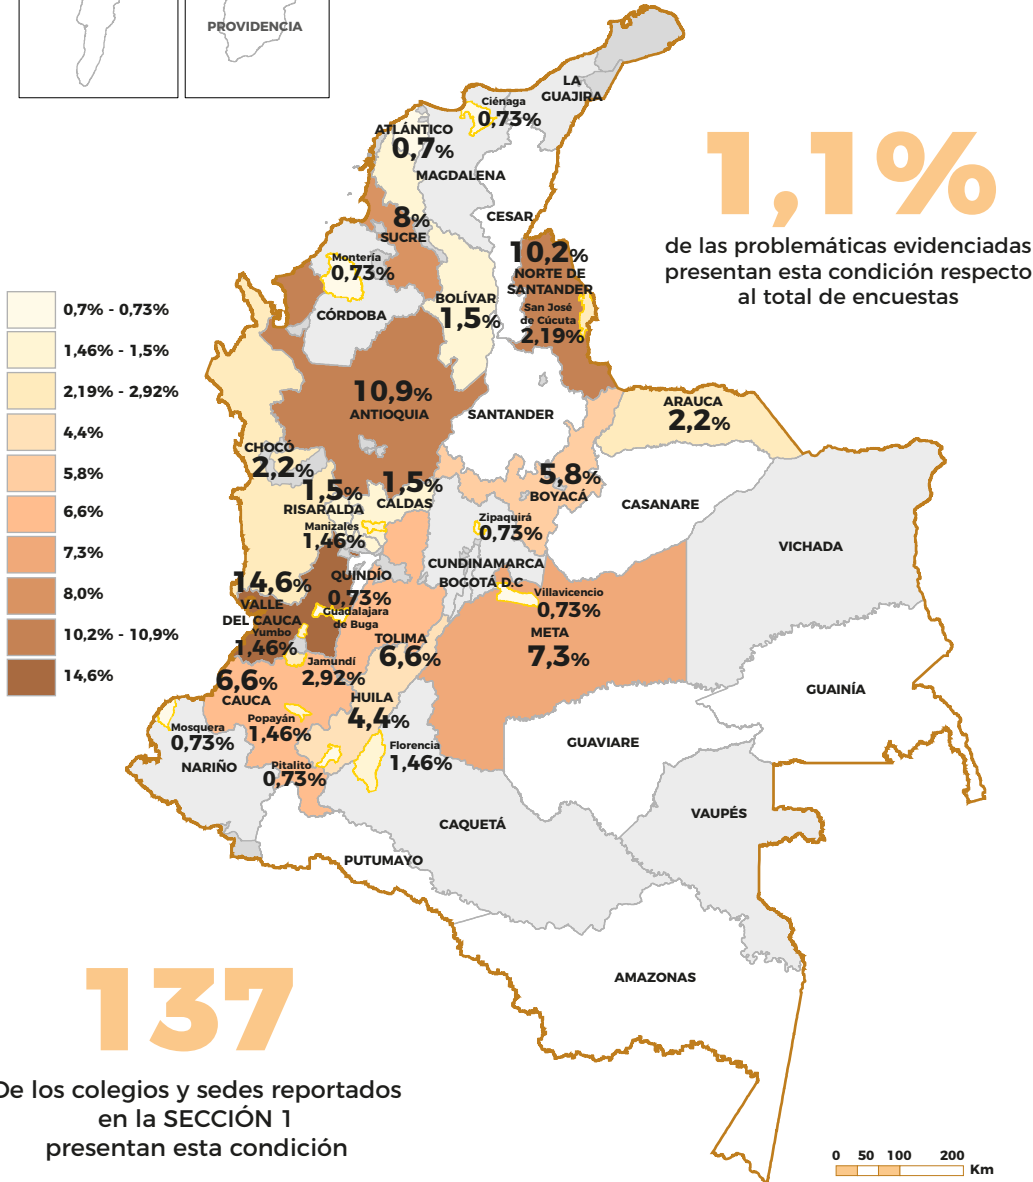 PROVIDENCIA
LA
GUAJIRA
Ciénaga
0,73%
ATLÁNTICO
0,7%
MAGDALENA
1,1%
de las problemáticas evidenciadas
presentan esta condición respecto
al total de encuestas
CESAR
8%
SUCRE
10,2%
NORTE DE
SANTANDER
San José
de Cúcuta
2,19%
Montería
0,73%
CÓRDOBA
BOLÍVAR
1,5%
0,7% - 0,73%
1,46% - 1,5%
2,19% - 2,92%
4,4%
5,8%
6,6%
7,3%
8,0%
10,2% - 10,9%
14,6%
10,9%
ANTIOQUIA
SANTANDER
ARAUCA
2,2%
CHOCÓ
2,2%
1,5%
RISARALDA
1,5%
CALDAS
5,8%
BOYACÁ
CASANARE
Manizales
1,46%
Zipaquirá
0,73%
VICHADA
CUNDINAMARCA
BOGOTÁ D.C
QUINDÍO
0,73%
Guadalajara
de Buga
14,6%
VALLE
DEL CAUCA
Yumbo
1,46%
Villavicencio
0,73%
META
7,3%
TOLIMA
6,6%
Jamundí
2,92%
6,6%
CAUCA
HUILA
4,4%
GUAINÍA
Popayán
1,46%
Mosquera
0,73%
NARIÑO
Florencia
1,46%
GUAVIARE
Pitalito
0,73%
CAQUETÁ
VAUPÉS
PUTUMAYO
AMAZONAS
137
De los colegios y sedes reportados
en la SECCIÓN 1
presentan esta condición
0 50 100 200
Km